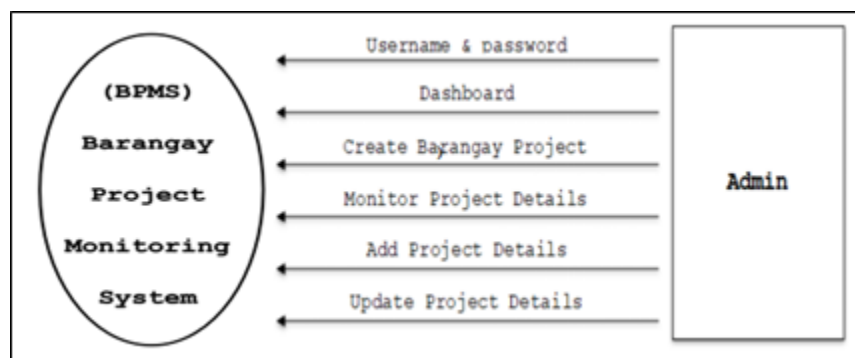 (BPMS)
Barangay
Project
Monitoring
System
Username & password
Dashboard
Create Barangay Project
Monitor Project Details
Add Project Details
Update Project Details
Admin